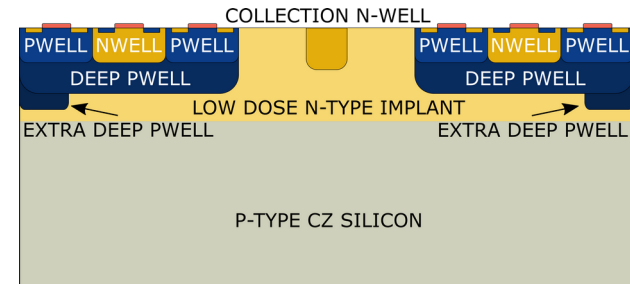 COLLECTION N-WELL
PWELL NWELL PWELL PWELL NWELL PWELL
DEEP PWELL DEEP PWELL
LOW DOSE N-TYPE IMPLANT
EXTRA DEEP PWELL EXTRA DEEP PWELL
P-TYPE CZ SILICON